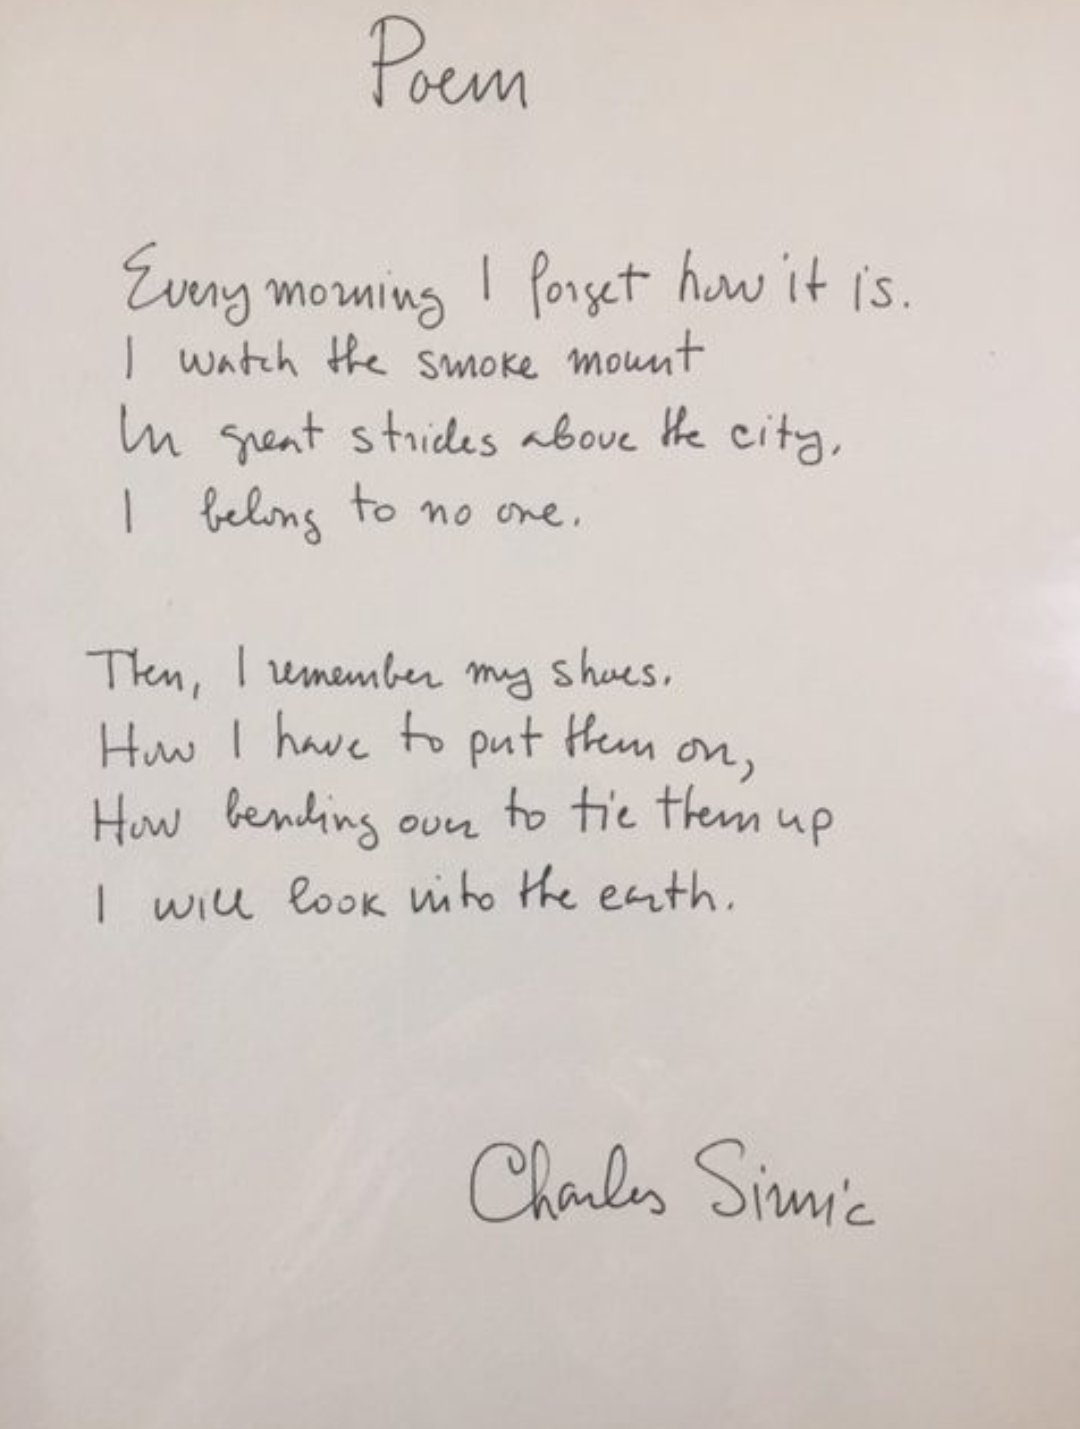 Poem
Every morning I forget how it is.
I watch the smoke mount
In great strides above the city.
I belong to no one.
Then, I remember my shoes.
How I have to put them on,
How bending over to tie them up
I will look into the earth.
Charles Simic